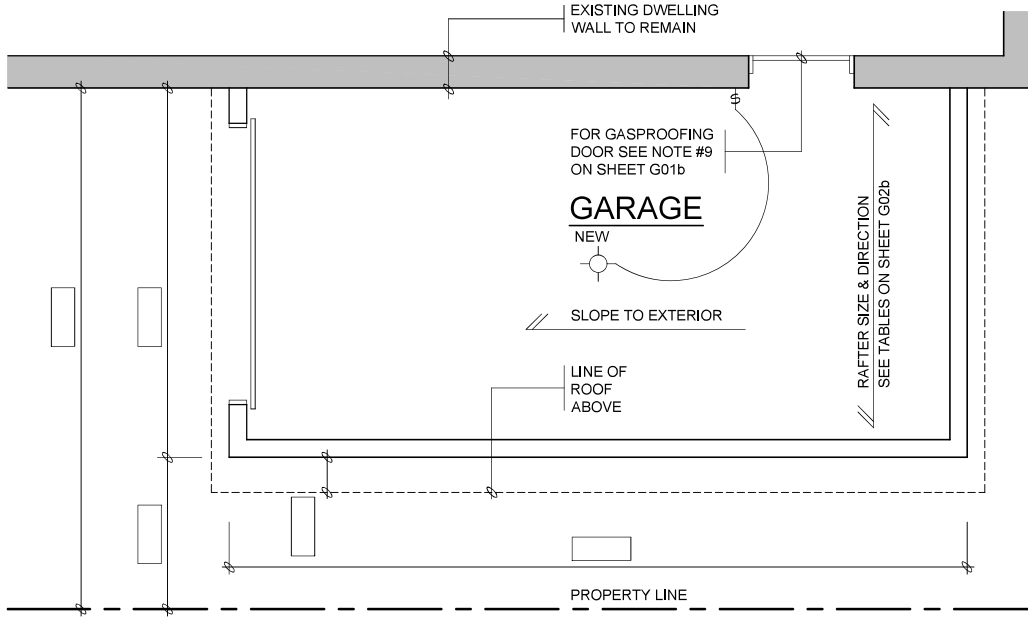 EXISTING DWELLING
WALL TO REMAIN
$
FOR GASPROOFING
DOOR SEE NOTE #9
ON SHEET G01b
GARAGE
NEW
SLOPE TO EXTERIOR
RAFTER SIZE & DIRECTION
SEE TABLES ON SHEET G02b
LINE OF
ROOF
ABOVE
PROPERTY LINE